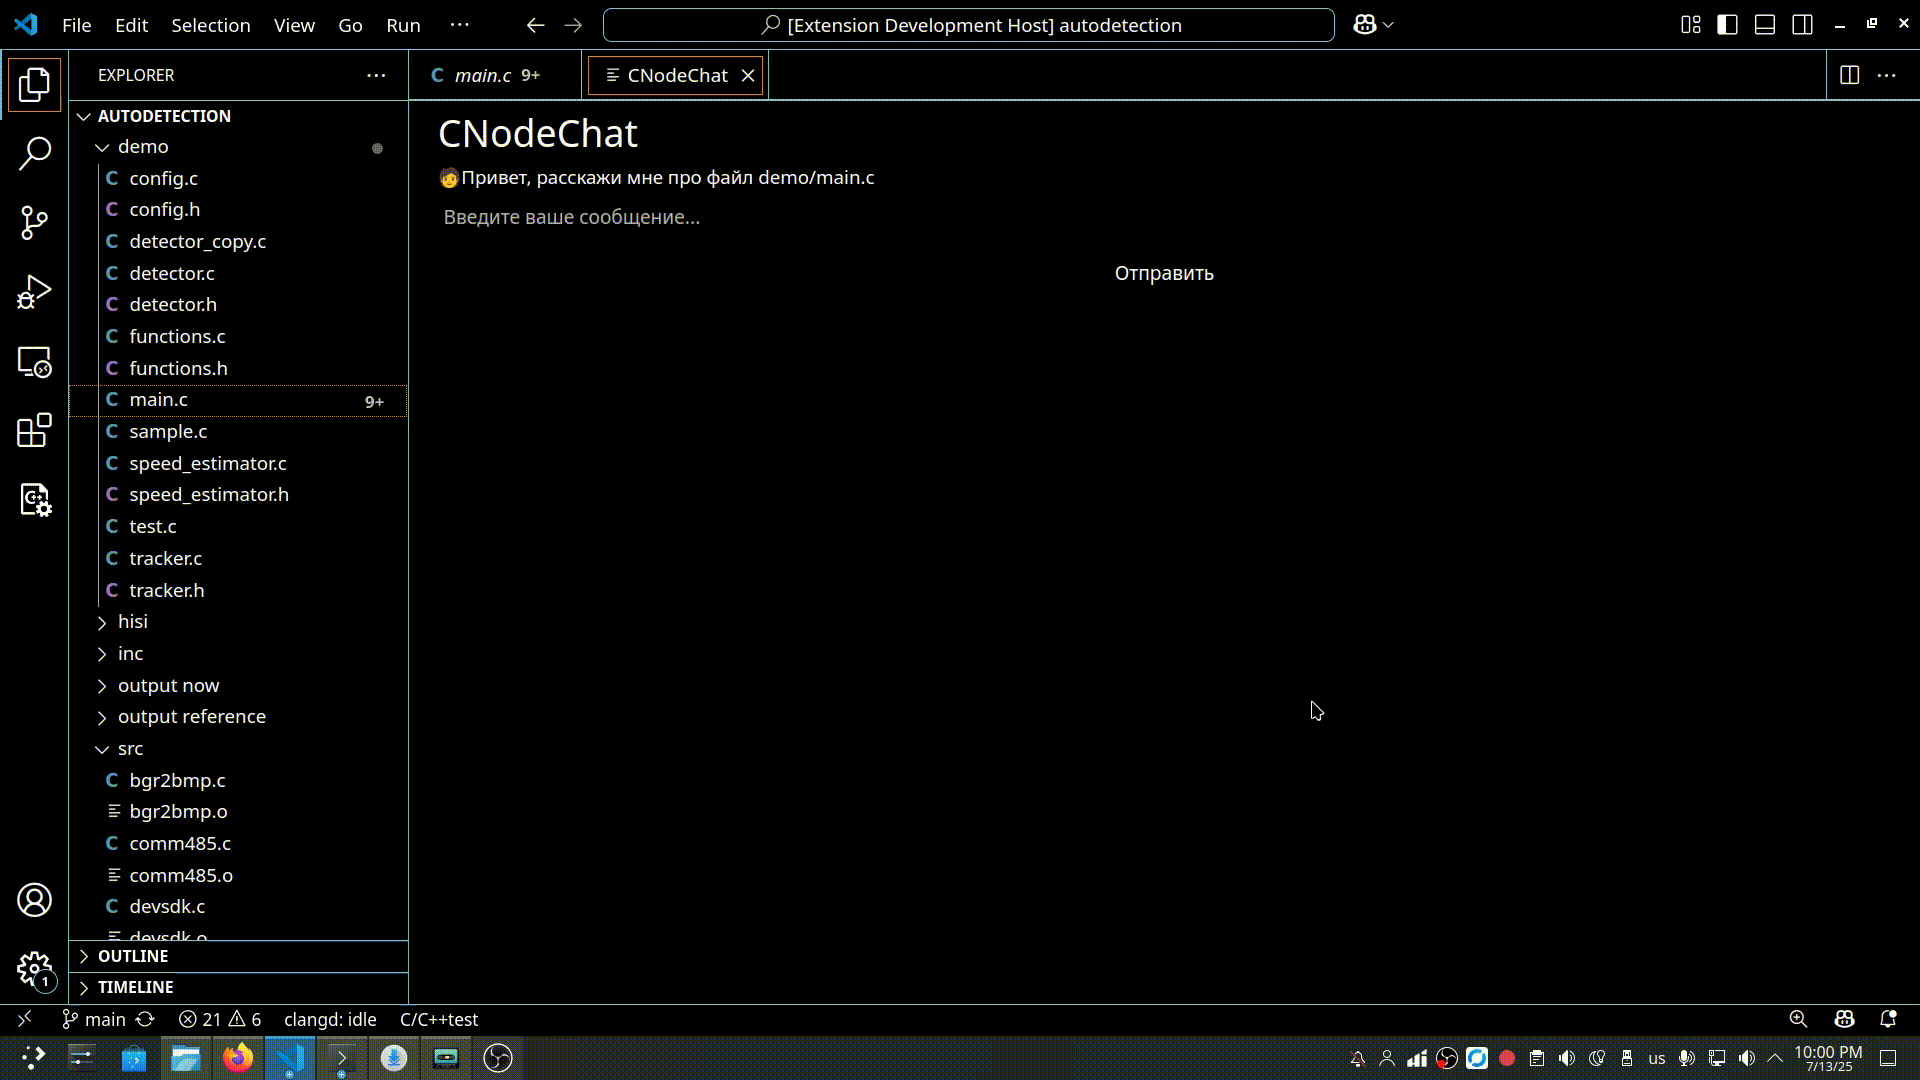 File Edit Selection View Go Run ···
[Extension Development Host] autodetection
EXPLORER
main.c 9+
CNodeChat
AUTODETECTION
demo
config.c
config.h
detector_copy.c
detector.c
detector.h
functions.c
functions.h
main.c 9+
sample.c
speed_estimator.c
speed_estimator.h
test.c
tracker.c
tracker.h
hisi
inc
output now
output reference
src
bgr2bmp.c
bgr2bmp.o
comm485.c
comm485.o
devsdk.c
devsdk.o
OUTLINE
TIMELINE
CNodeChat
Привет, расскажи мне про файл demo/main.c
Введите ваше сообщение...
Отправить
1
main 21 6 clangd: idle C/C++test
us
10:00 PM
7/13/25